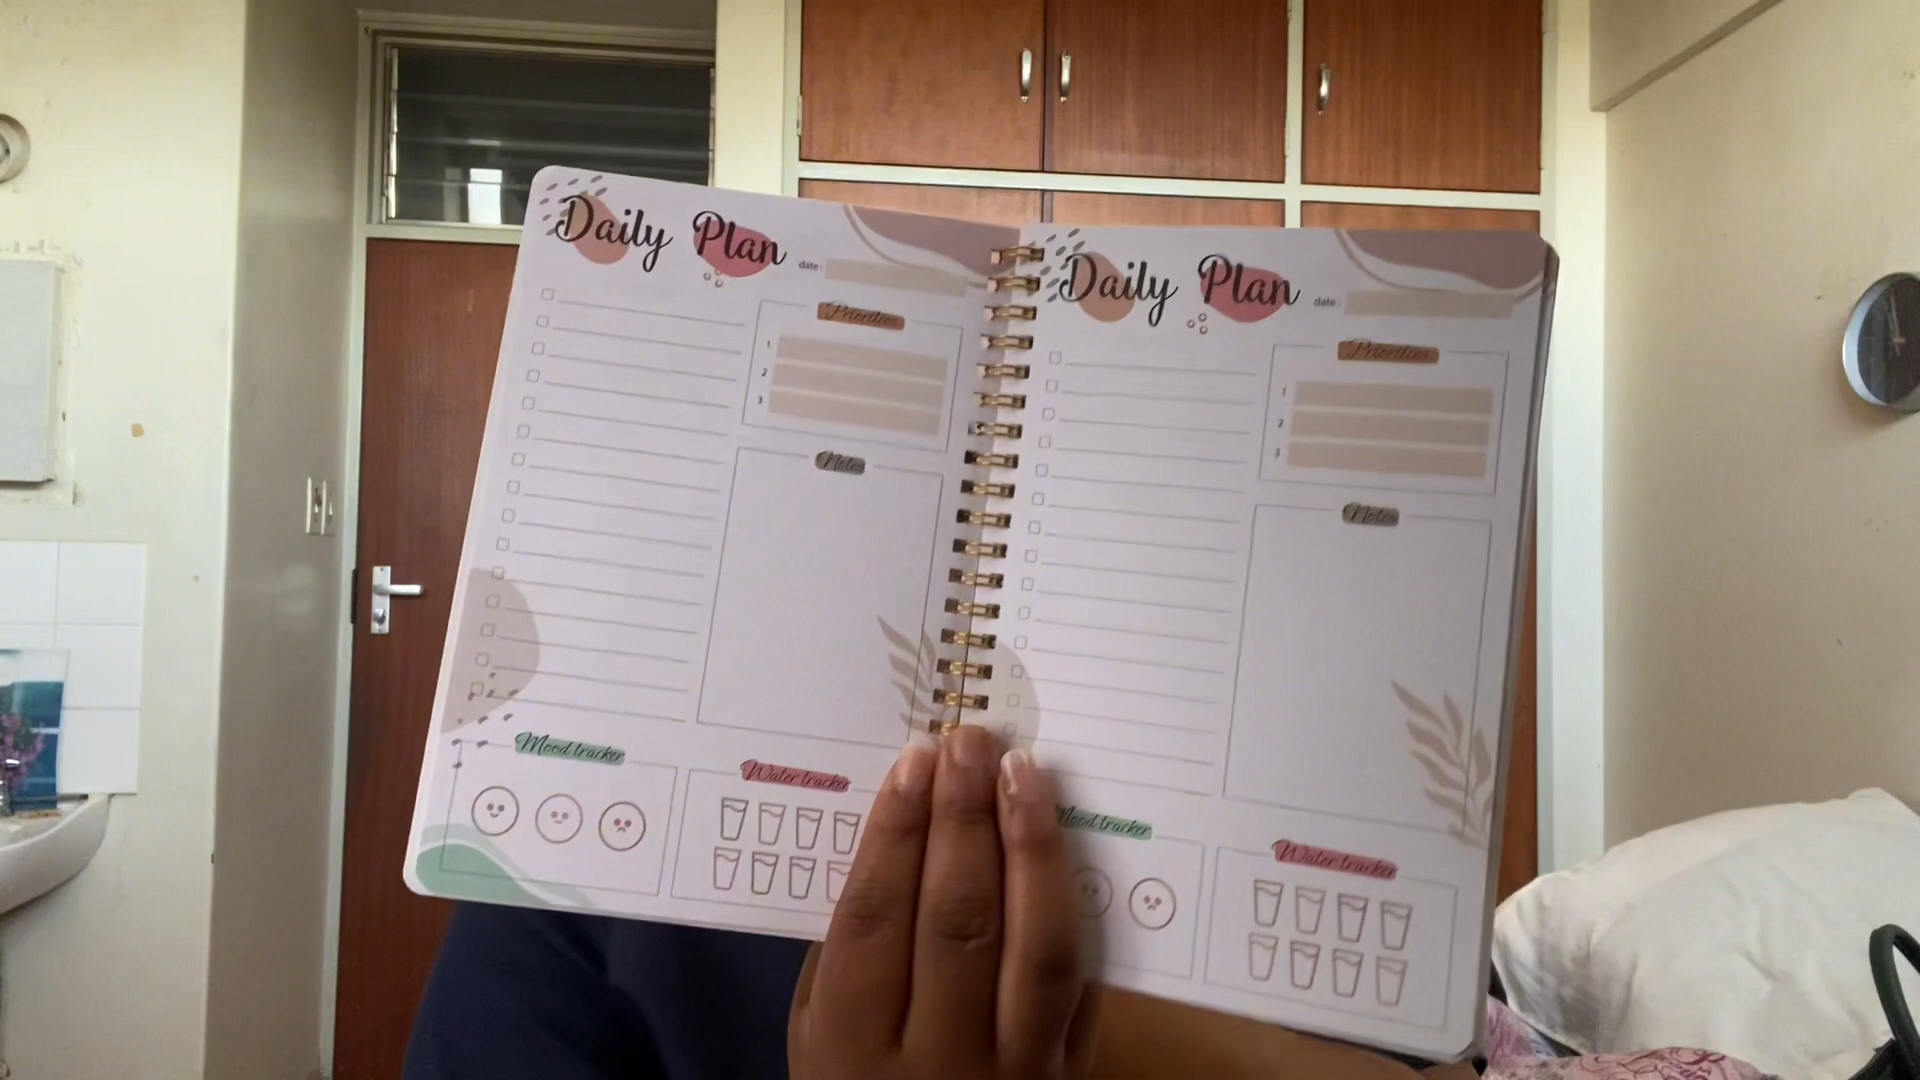 Daily Plan
date:
Priorities
1.
2
3
Notes
Mood tracker
Water tracker
Daily Plan
date:
Priorities
1
2
3
Notes
Mood tracker
Water tracker